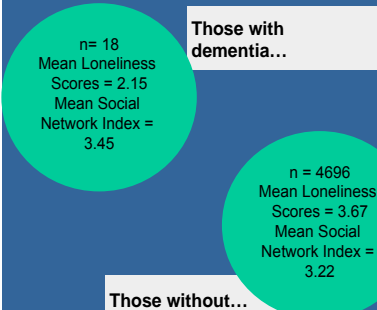 Those with
dementia…
n= 18
Mean Loneliness
Scores = 2.15
Mean Social
Network Index =
3.45
n = 4696
Mean Loneliness
Scores = 3.67
Mean Social
Network Index =
3.22
Those without…